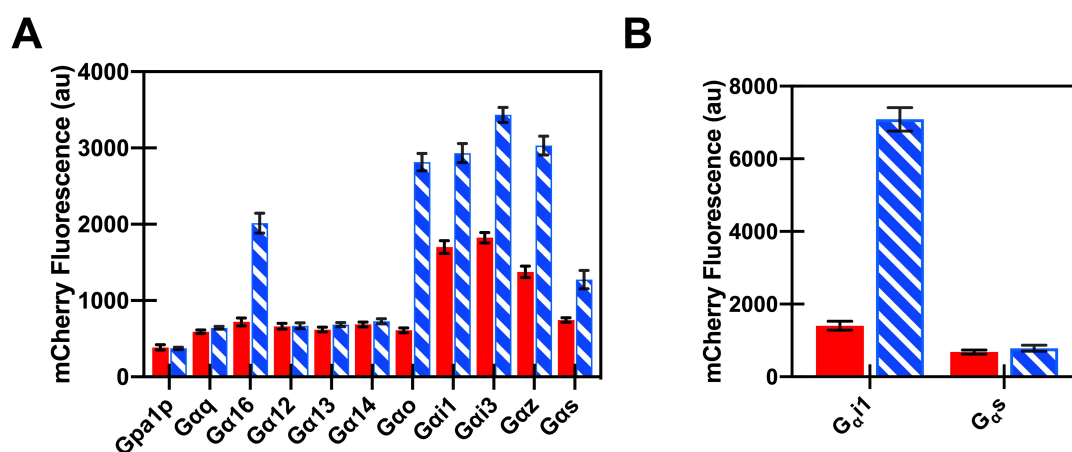 A
mCherry Fluorescence (au)
4000
3000
2000
1000
0
Gpa1p
Gαq
Gα16
Gα12
Gα13
Gα14
Gαo
Gαi1
Gαi3
Gαz
Gαs
B
mCherry Fluorescence (au)
8000
6000
4000
2000
0
Gαi1
Gαs